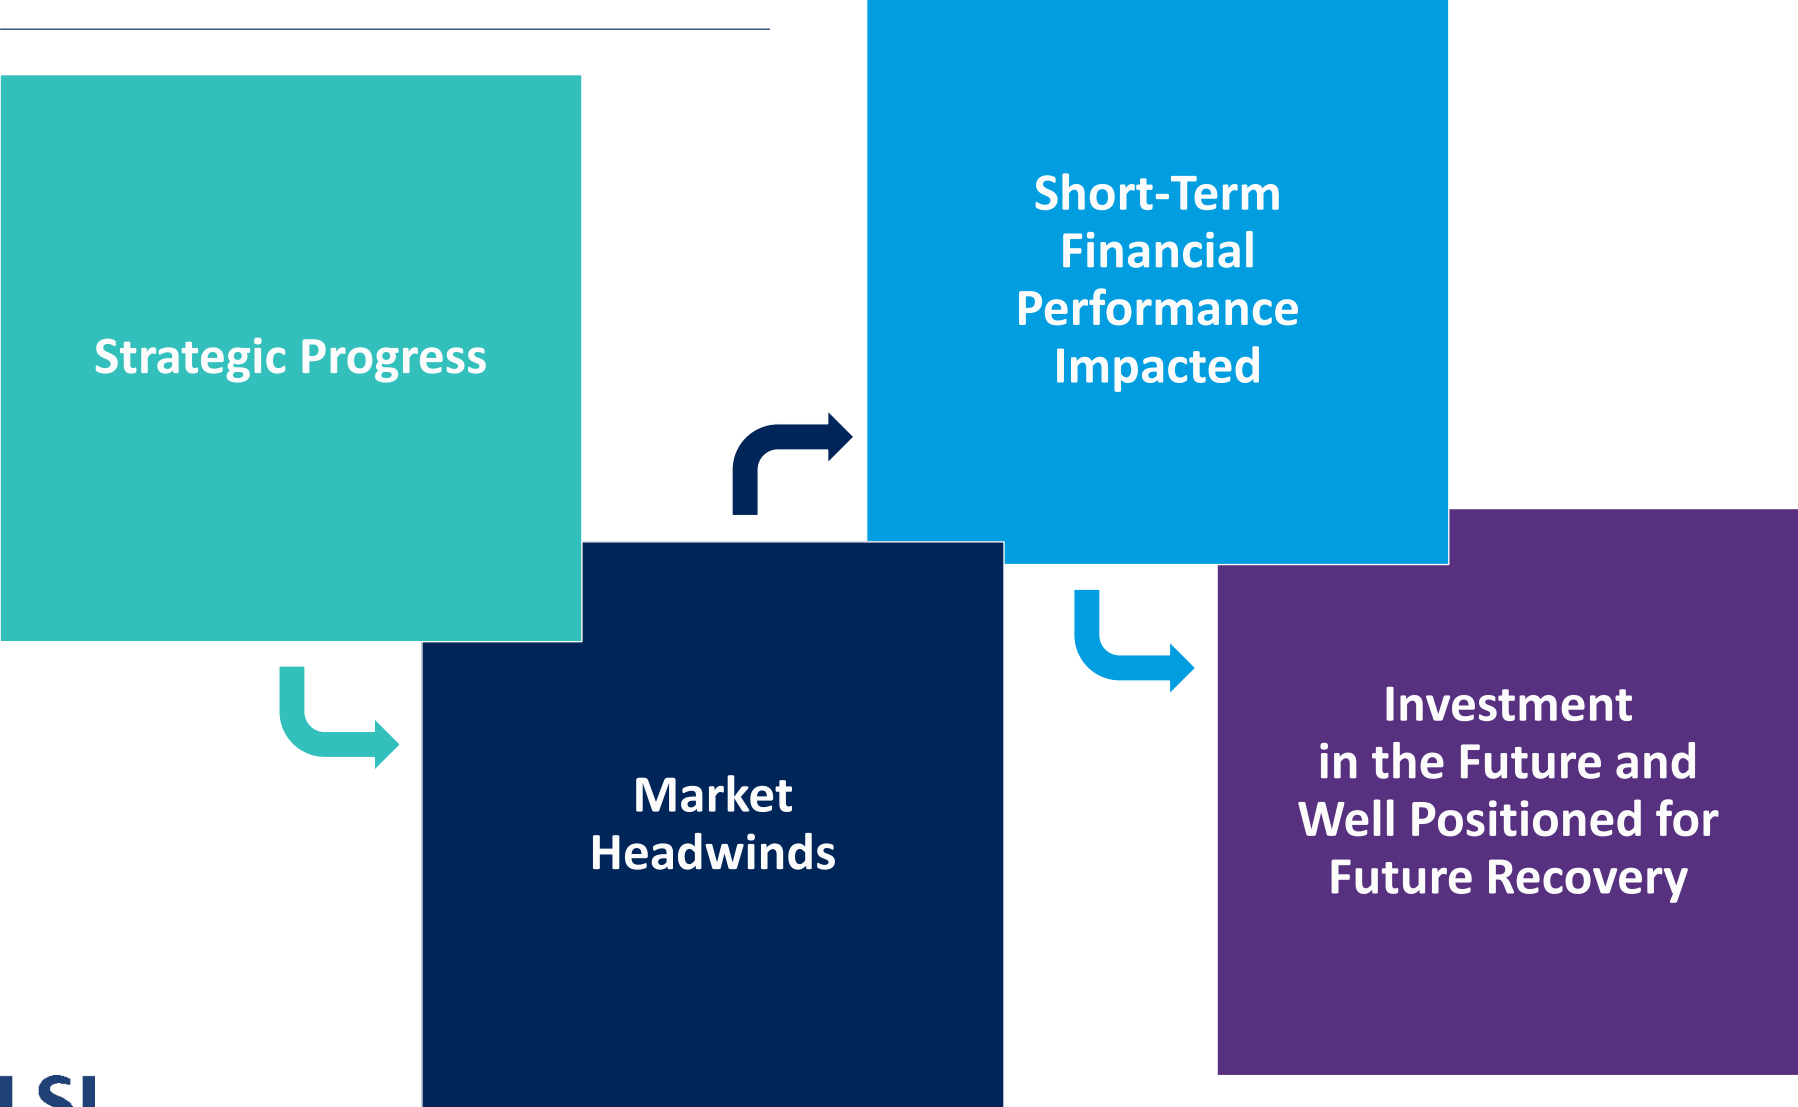 Strategic Progress
Market
Headwinds
Short-Term
Financial
Performance
Impacted
Investment
in the Future and
Well Positioned for
Future Recovery